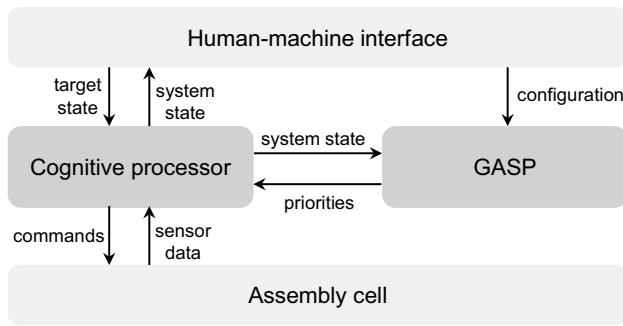 Human-machine interface
target
state
system
state
configuration
Cognitive processor
system state
GASP
priorities
commands
sensor
data
Assembly cell